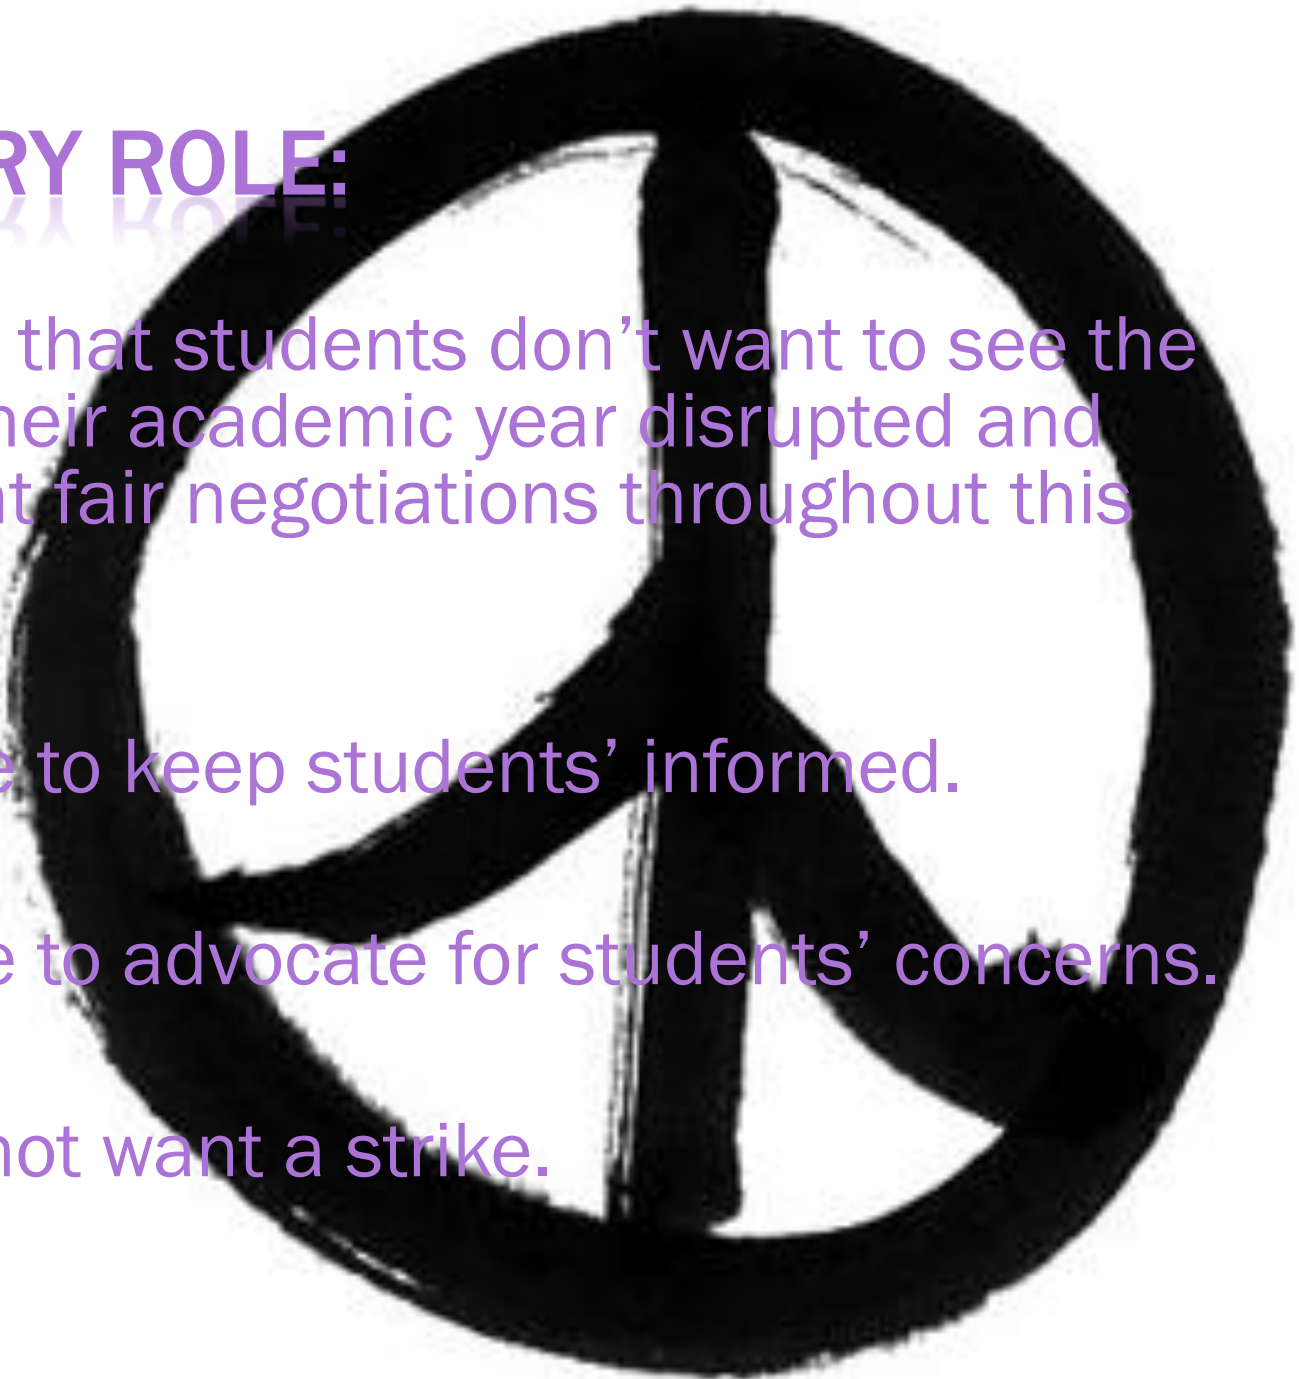 RY ROLE:
that students don’t want to see the
heir academic year disrupted and
nt fair negotiations throughout this
e to keep students’ informed.
e to advocate for students’ concerns.
not want a strike.